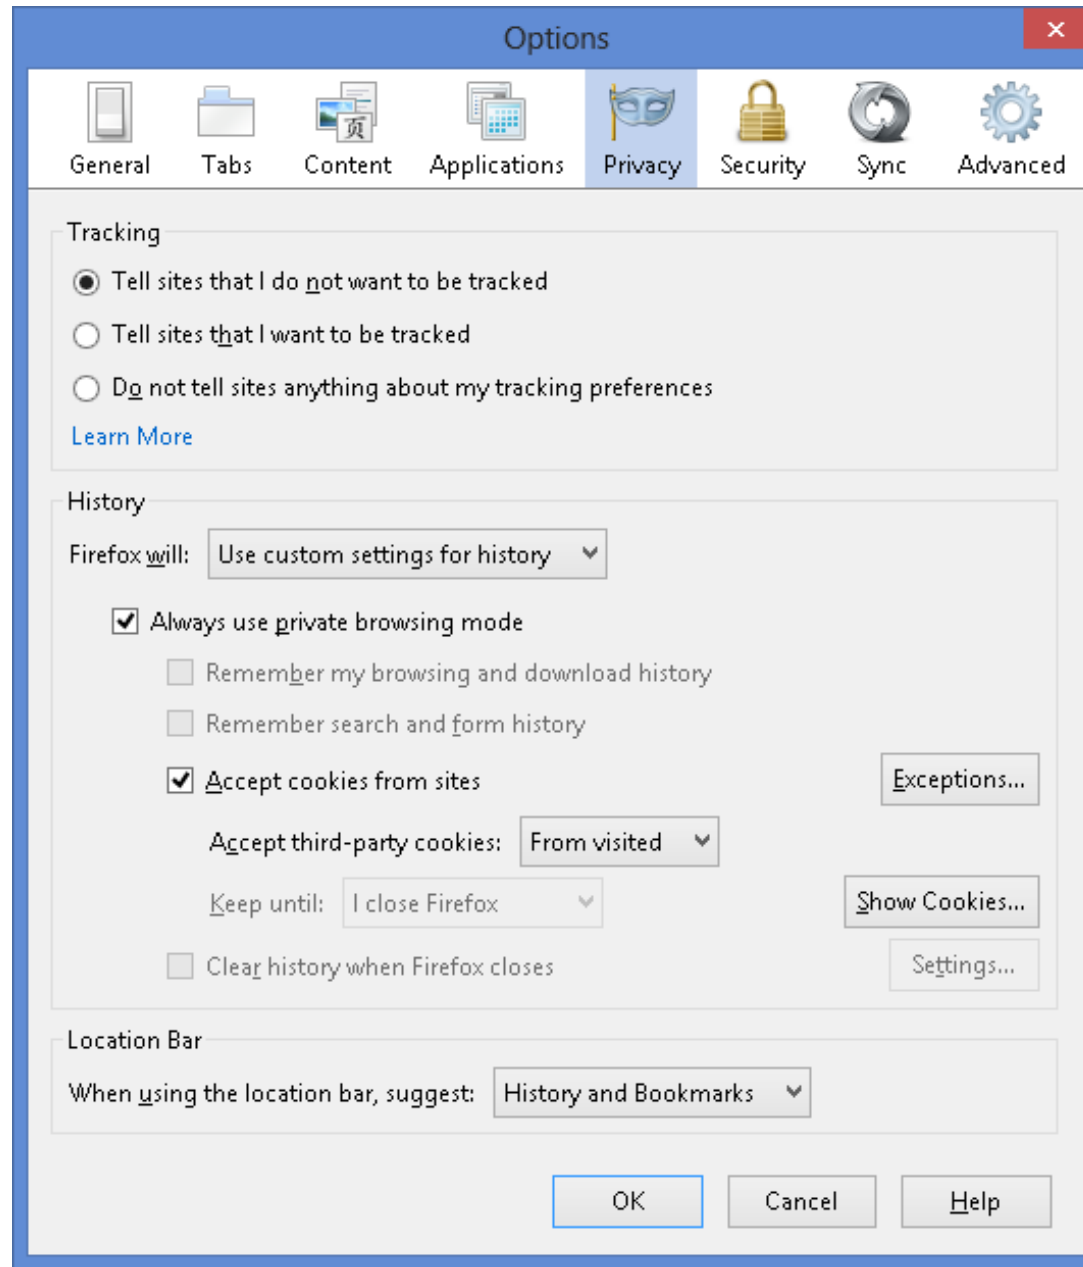 Options
页
General Tabs Content Applications Privacy Security Sync Advanced
Tracking
Tell sites that I do not want to be tracked
Tell sites that I want to be tracked
Do not tell sites anything about my tracking preferences
Learn More
History
Firefox will: Use custom settings for history
Always use private browsing mode
Remember my browsing and download history
Remember search and form history
Accept cookies from sites Exceptions...
Accept third-party cookies: From visited
Keep until: I close Firefox Show Cookies...
Clear history when Firefox closes Settings...
Location Bar
When using the location bar, suggest: History and Bookmarks
OK Cancel Help